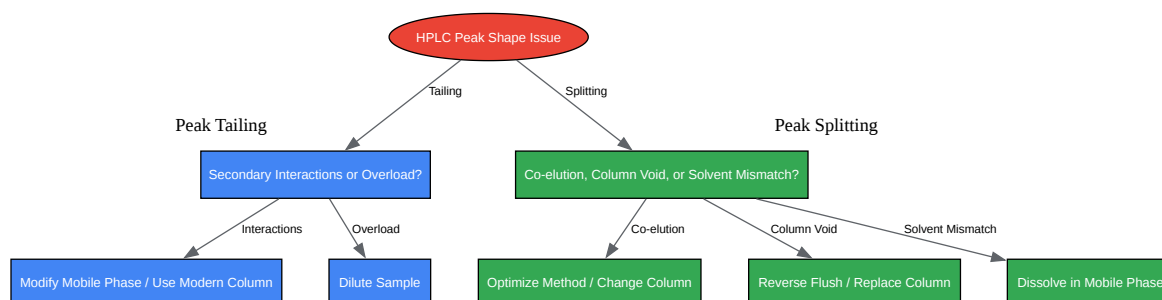 HPLC Peak Shape Issue
Tailing
Splitting
Peak Tailing
Peak Splitting
Secondary Interactions or Overload?
Co-elution, Column Void, or Solvent Mismatch?
Interactions
Overload
Co-elution
Column Void
Solvent Mismatch
Modify Mobile Phase / Use Modern Column
Dilute Sample
Optimize Method / Change Column
Reverse Flush / Replace Column
Dissolve in Mobile Phase